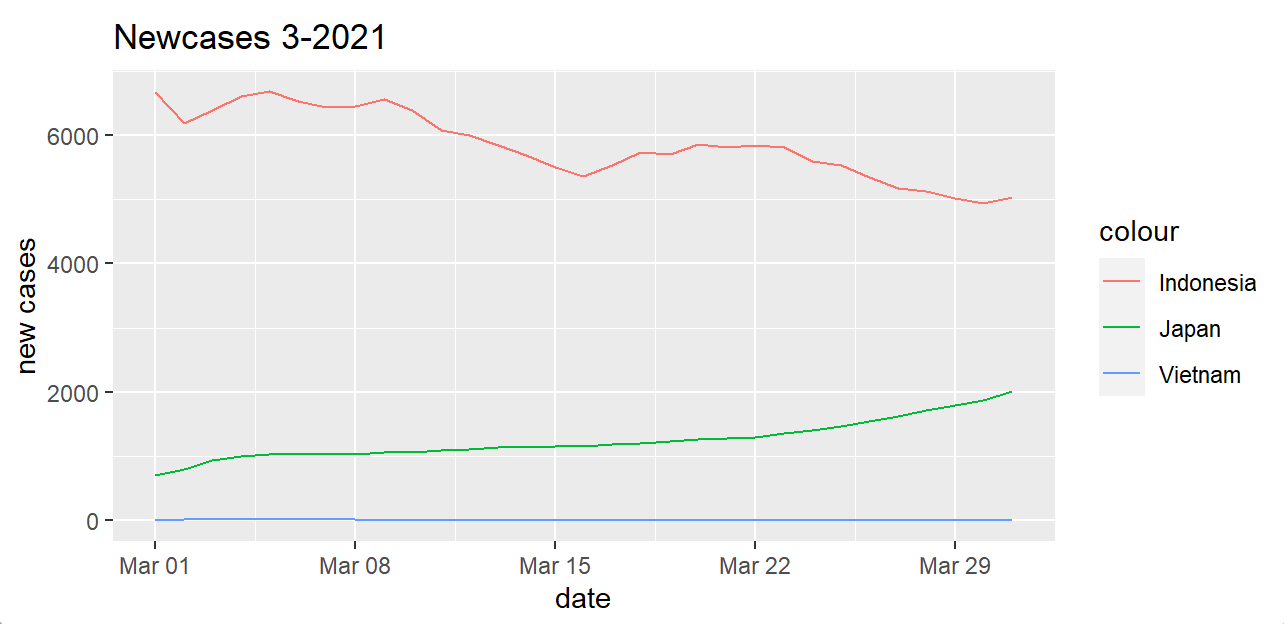 Newcases 3-2021
6000
4000
2000
0
new cases
Mar 01 Mar 08 Mar 15 Mar 22 Mar 29
date
colour
Indonesia
Japan
Vietnam